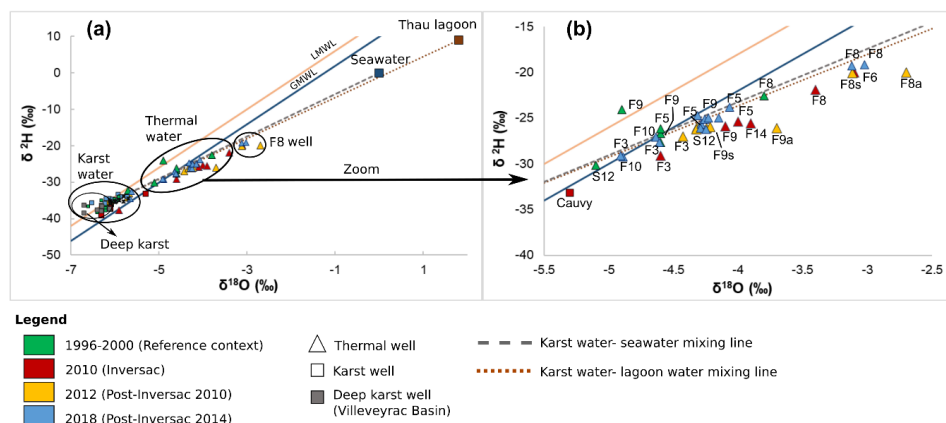 (a)
Thau lagoon
Seawater
LMWL
GMWL
Thermal
water
F8 well
Karst
water
Zoom
Deep karst
δ ²H (‰)
10
0
-10
-20
-30
-40
-50
-7
-5
-3
-1
1
δ¹⁸O (‰)
(b)
δ ²H (‰)
-15
-20
-25
-30
-35
-40
-5.5
-5
-4.5
-4
-3.5
-3
-2.5
δ¹⁸O (‰)
F8 F8
F8s F6 F8a
F8 F8
F9 F9 F9 F5
F5 F5 F5
F10 F9 F14 F9a
F3 F3 S12 F9s
S12 F10 F3 F3
Cauvy
Legend
1996-2000 (Reference context)
2010 (Inversac)
2012 (Post-Inversac 2010)
2018 (Post-Inversac 2014)
Thermal well
Karst well
Deep karst well
(Villeveyrac Basin)
Karst water- seawater mixing line
Karst water- lagoon water mixing line